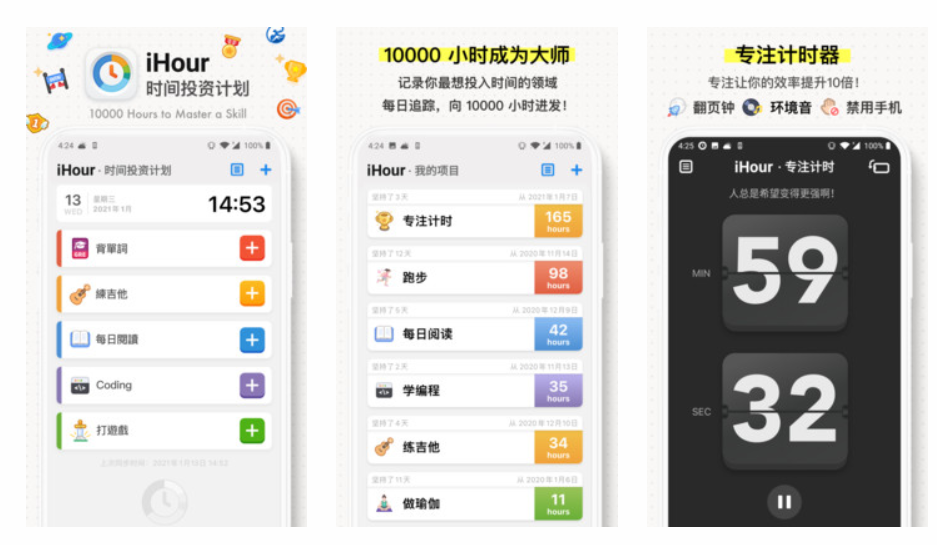 iHour
时间投资计划
10000 Hours to Master a Skill
4:24
100%
iHour · 时间投资计划
13
WED
星期三
2021年1月
14:53
GRE
背單詞
練吉他
每日閱讀
Coding
打遊戲
上次同步时间：2021年1月13日 14:52
10000 小时成为大师
记录你最想投入时间的领域
每日追踪，向 10000 小时进发！
4:24
100%
iHour · 我的项目
坚持了3天
从 2021年1月7日
专注计时
165
hours
坚持了12天
从 2020年11月14日
跑步
98
hours
坚持了5天
从 2020年12月9日
每日阅读
42
hours
坚持了2天
从 2020年11月13日
学编程
35
hours
坚持了4天
从 2020年12月10日
练吉他
34
hours
坚持了11天
从 2020年1月6日
做瑜伽
11
hours
专注计时器
专注让你的效率提升10倍！
翻页钟 环境音 禁用手机
4:25
100%
iHour · 专注计时
人总是希望变得更强啊！
MIN
59
SEC
32